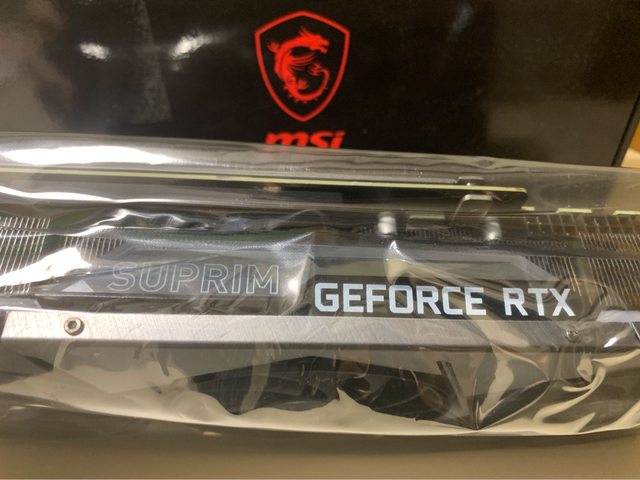 msi
SUPRIM GEFORCE RTX